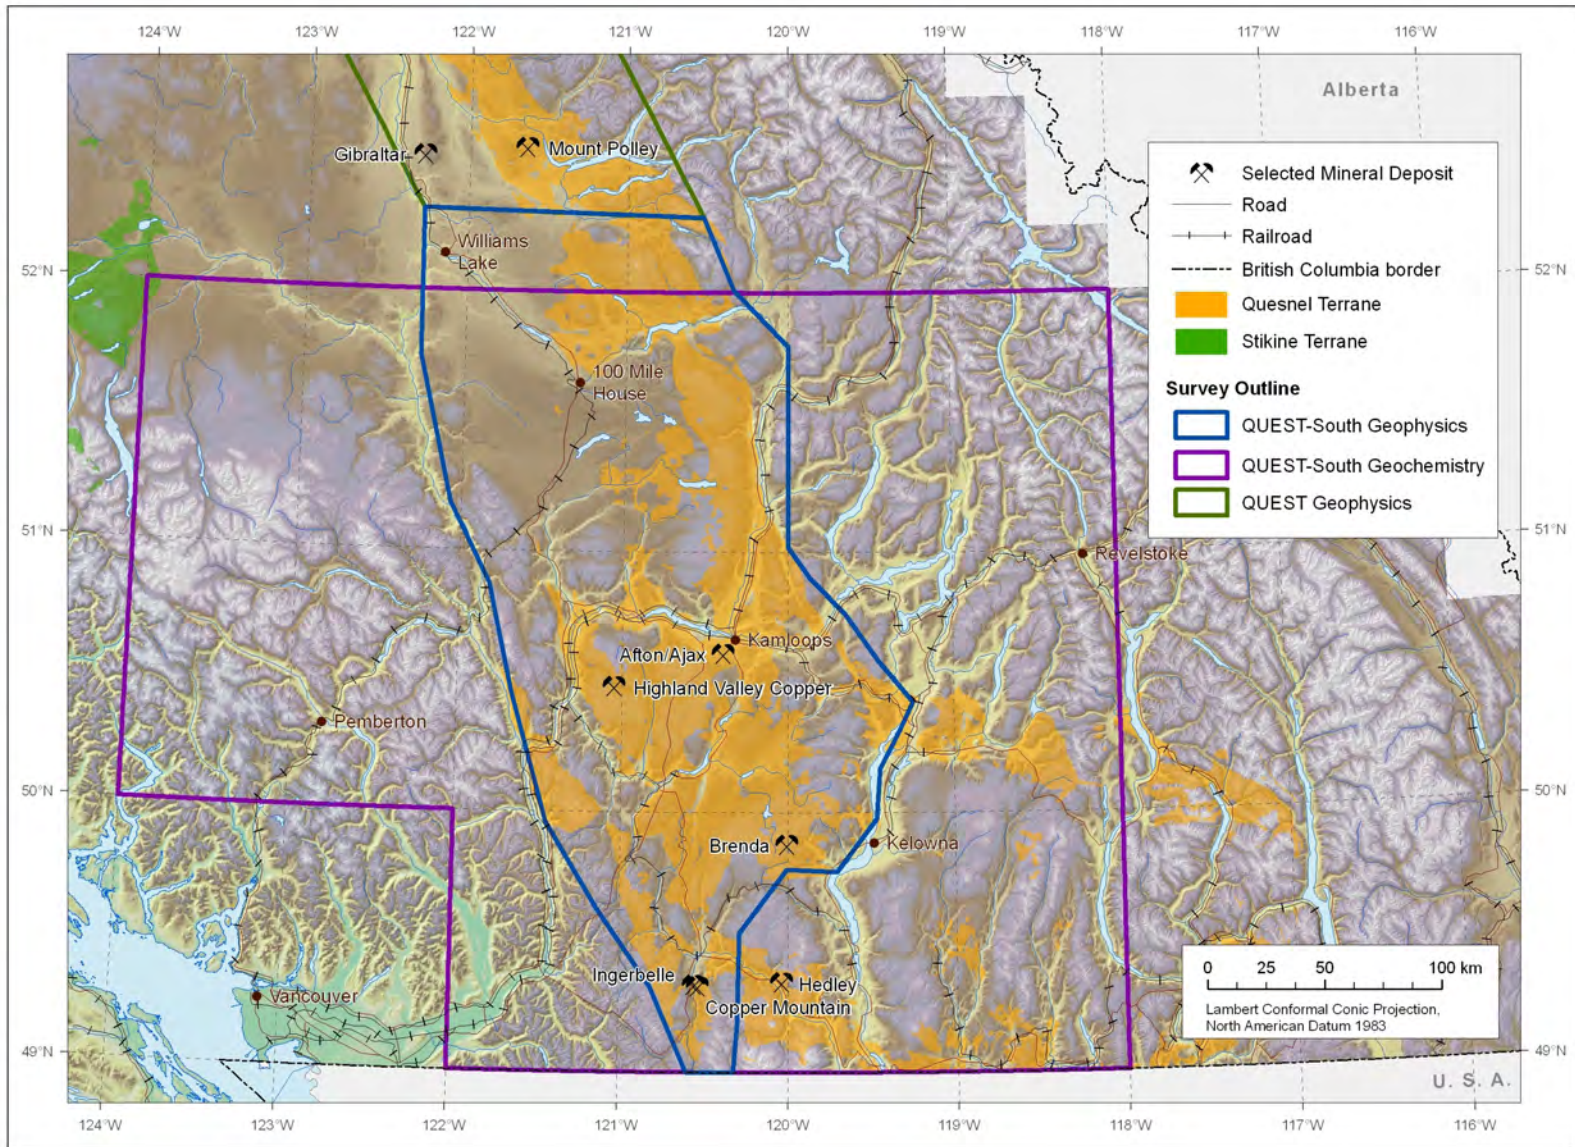 124°W 123°W 122°W 121°W 120°W 119°W 118°W 117°W 116°W
Alberta
Gibraltar
Mount Polley
Williams
Lake
52°N
52°N
100 Mile
House
51°N
51°N
Revelstoke
Kamloops
Afton/Ajax
Highland Valley Copper
Pemberton
50°N
50°N
Brenda
Kelowna
Ingerbelle
Hedley
Copper Mountain
Vancouver
49°N
49°N
U. S. A.
124°W 123°W 122°W 121°W 120°W 119°W 118°W 117°W 116°W
Selected Mineral Deposit
Road
Railroad
British Columbia border
Quesnel Terrane
Stikine Terrane
Survey Outline
QUEST-South Geophysics
QUEST-South Geochemistry
QUEST Geophysics
0 25 50 100 km
Lambert Conformal Conic Projection,
North American Datum 1983